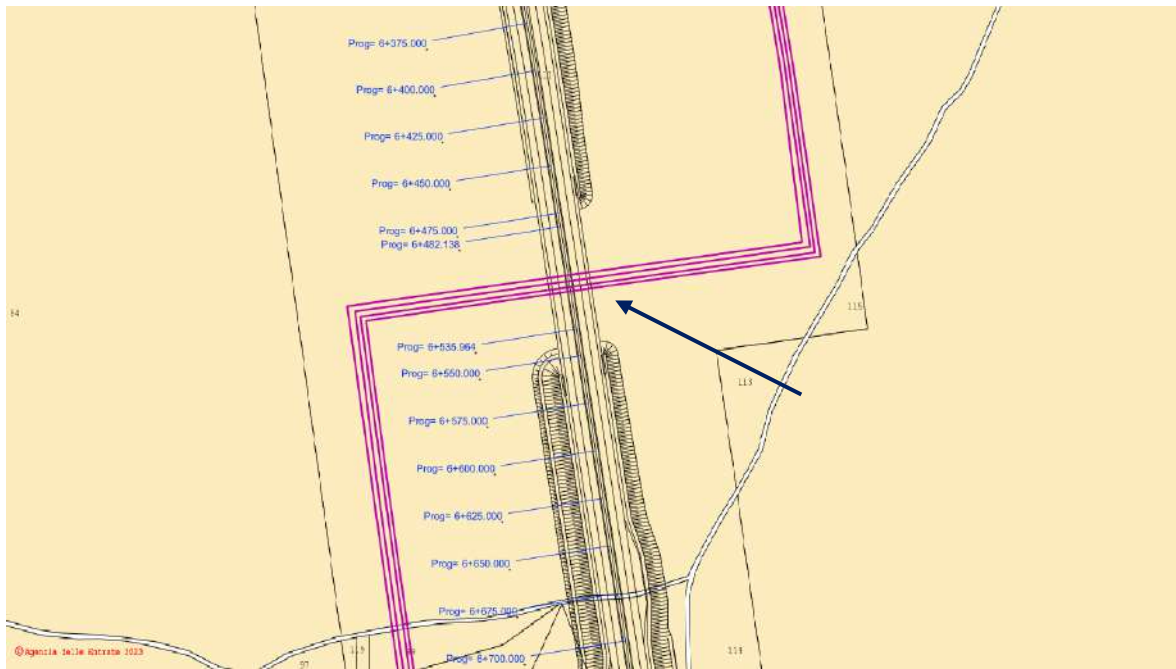 Prog= 6+375.000
Prog= 6+400.000
Prog= 6+425.000
Prog= 6+450.000
Prog= 6+475.000
Prog= 6+482.138
94
115
Prog= 6+535.964
Prog= 6+550.000
113
Prog= 6+575.000
Prog= 6+600.000
Prog= 6+625.000
Prog= 6+650.000
Prog= 6+675.000
©Agenzia delle Entrate 2023
97
Prog= 6+700.000